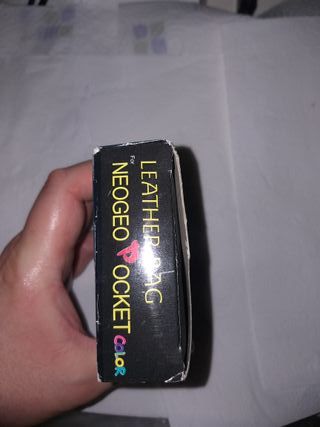 LEATHER BAG
For
NEOGEO POCKET COLOR